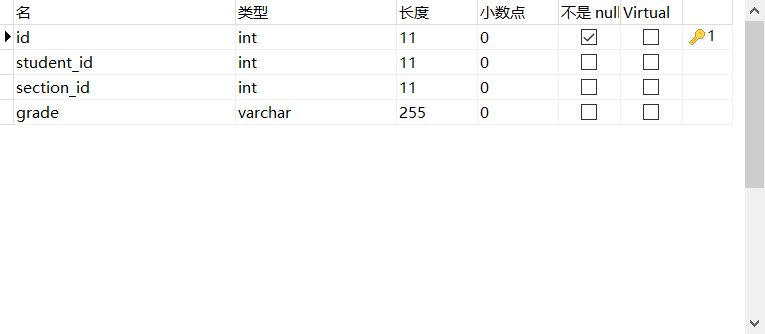 名 类型 长度 小数点 不是 null Virtual
id int 11 0 1
student_id int 11 0
section_id int 11 0
grade varchar 255 0